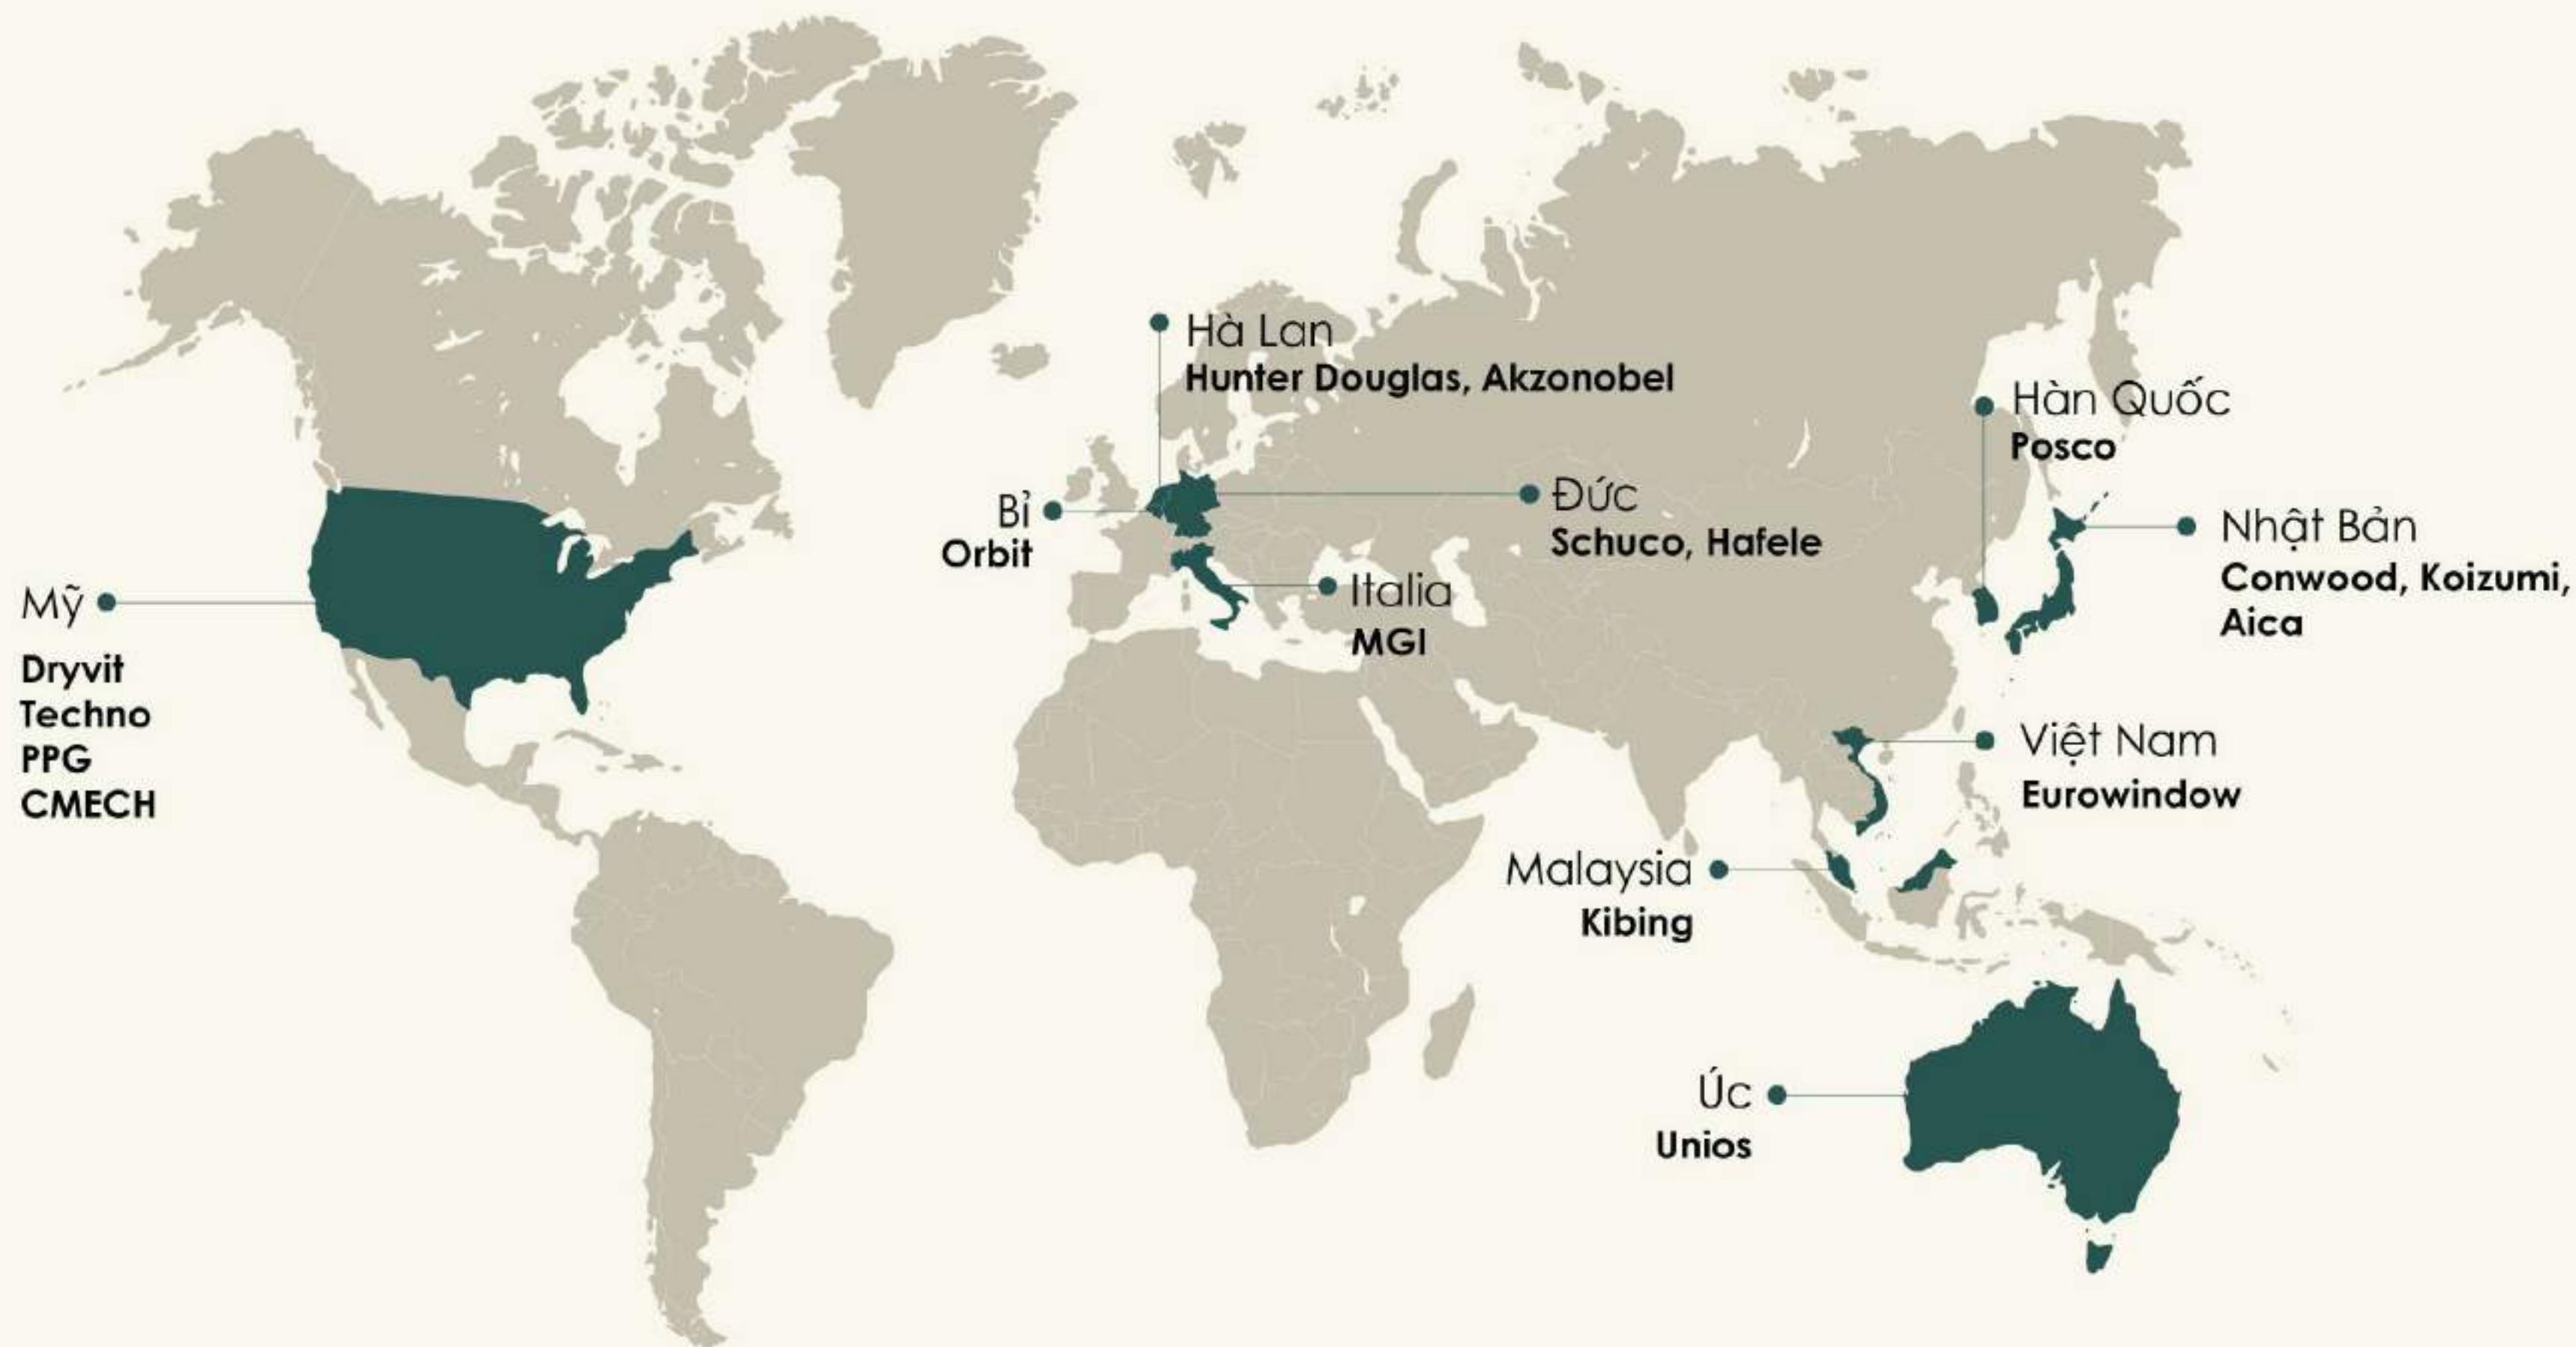 Hà Lan
Hunter Douglas, Akzonobel
Hàn Quốc
Posco
Bỉ
Orbit
Đức
Schuco, Hafele
Nhật Bản
Conwood, Koizumi,
Aica
Italia
MGI
Mỹ
Dryvit
Techno
PPG
CMECH
Việt Nam
Eurowindow
Malaysia
Kibing
Úc
Unios